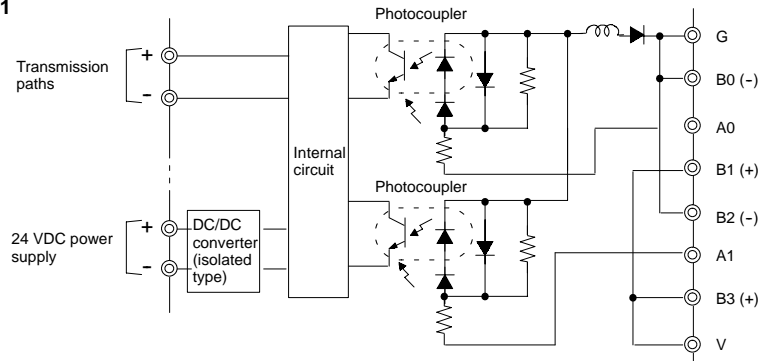 1
Photocoupler
Transmission
paths
+
-
G
B0 (-)
A0
Internal
circuit
B1 (+)
Photocoupler
24 VDC power
supply
+
-
DC/DC
converter
(isolated
type)
B2 (-)
A1
B3 (+)
V